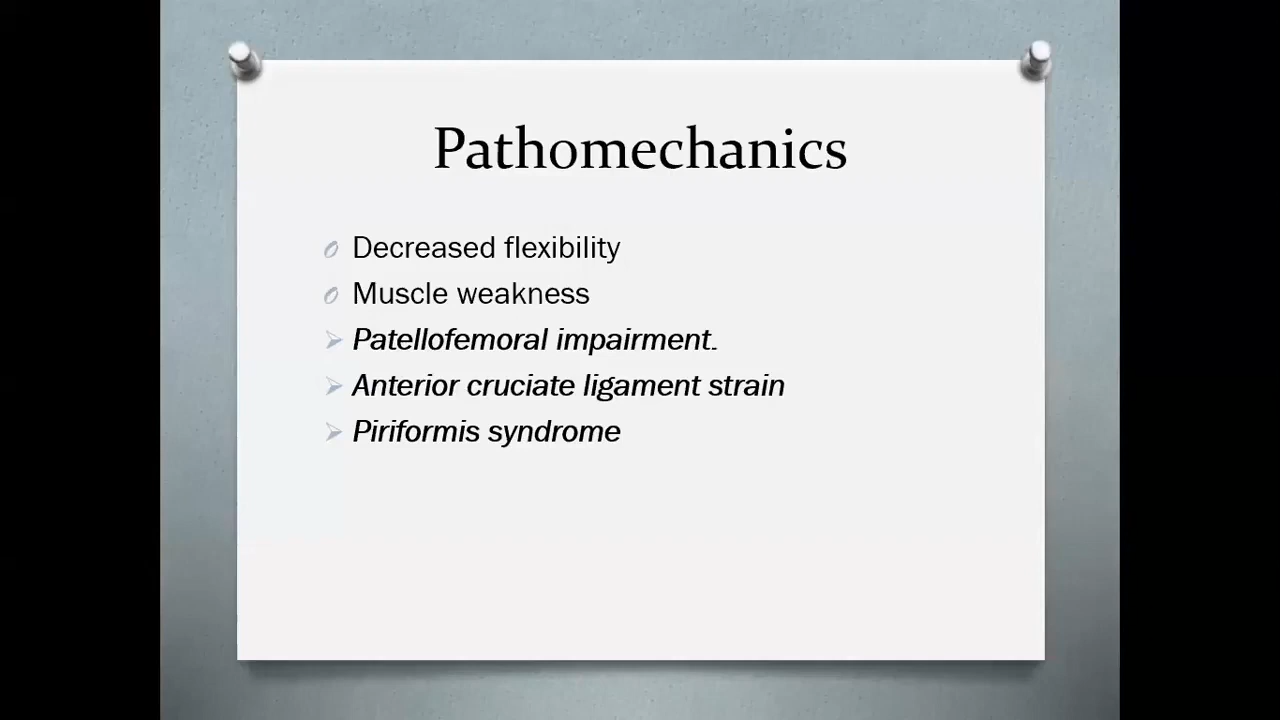 Pathomechanics
Decreased flexibility
Muscle weakness
Patellofemoral impairment.
Anterior cruciate ligament strain
Piriformis syndrome